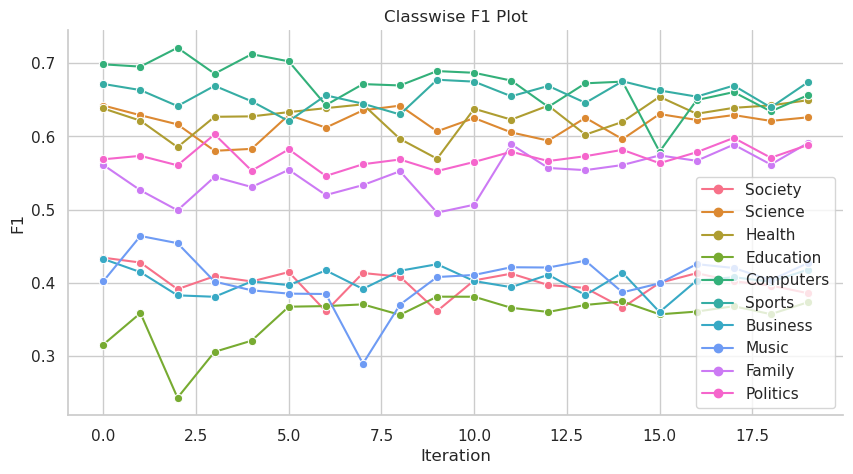 Classwise F1 Plot
F1
0.7
0.6
0.5
0.4
0.3
0.0 2.5 5.0 7.5 10.0 12.5 15.0 17.5
Iteration
Society
Science
Health
Education
Computers
Sports
Business
Music
Family
Politics